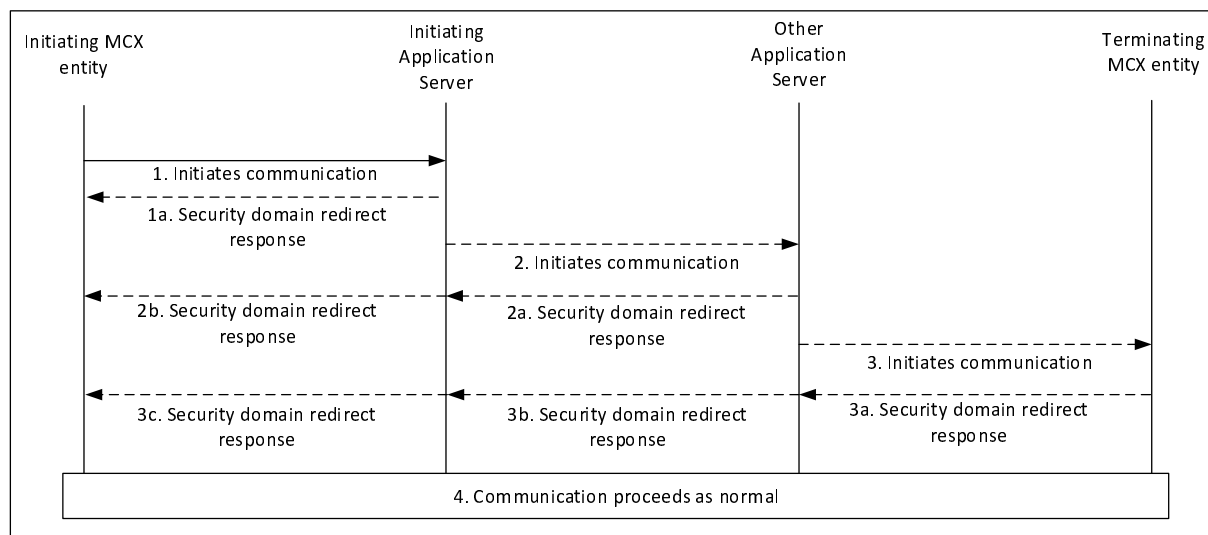 Initiating MCX
entity
Initiating
Application
Server
Other
Application
Server
Terminating
MCX entity
1. Initiates communication
1a. Security domain redirect
response
2. Initiates communication
2b. Security domain redirect
response
2a. Security domain redirect
response
3. Initiates communication
3c. Security domain redirect
response
3b. Security domain redirect
response
3a. Security domain redirect
response
4. Communication proceeds as normal